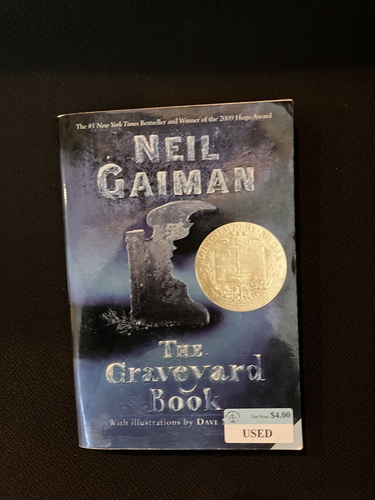 The #1 New York Times Bestseller and Winner of the 2009 Hugo Award
NEIL
GAIMAN
THE
Graveyard
Book
With illustrations by DAVE
$4.00
USED